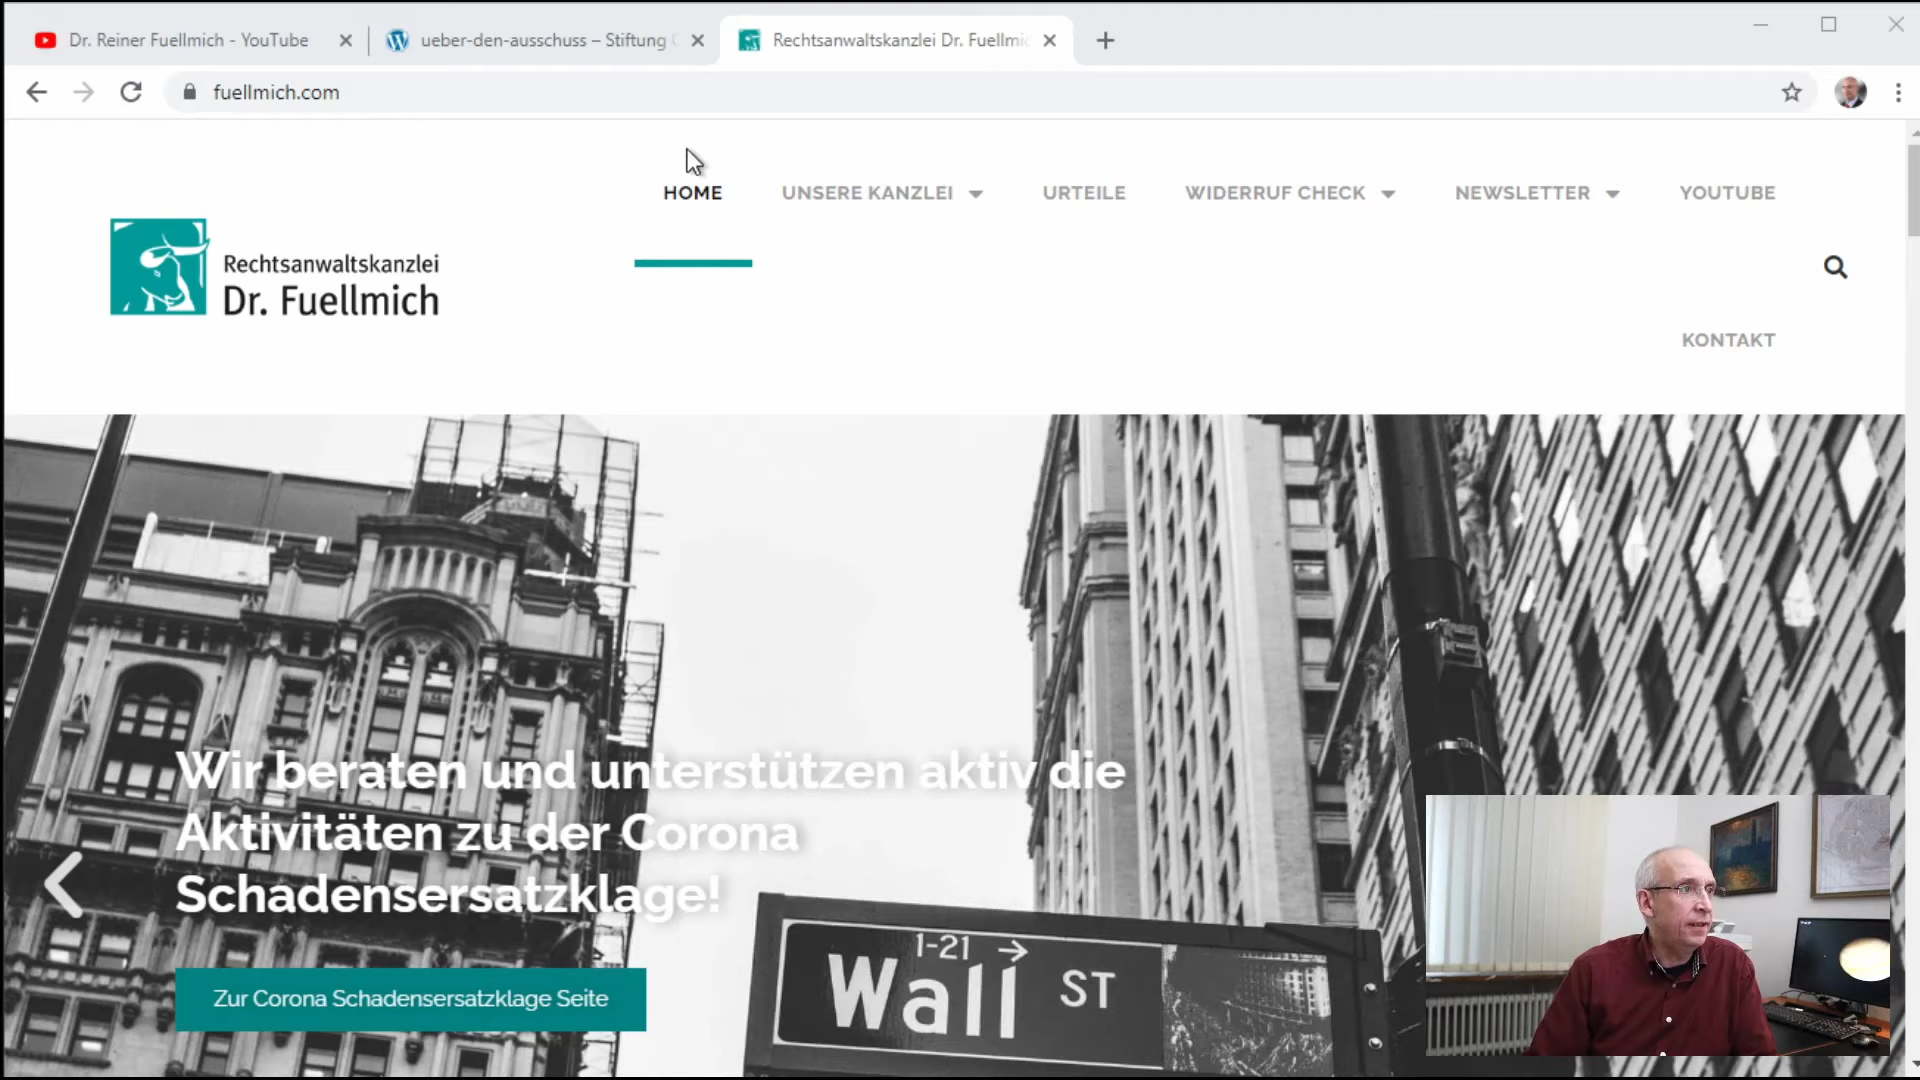 Dr. Reiner Fuellmich - YouTube
ueber-den-ausschuss – Stiftung
Rechtsanwaltskanzlei Dr. Fuellmi
fuellmich.com
HOME
UNSERE KANZLEI
URTEILE
WIDERRUF CHECK
NEWSLETTER
YOUTUBE
Rechtsanwaltskanzlei
Dr. Fuellmich
KONTAKT
Wir beraten und unterstützen aktiv die
Aktivitäten zu der Corona
Schadensersatzklage!
1-21 →
Wall ST
Zur Corona Schadensersatzklage Seite